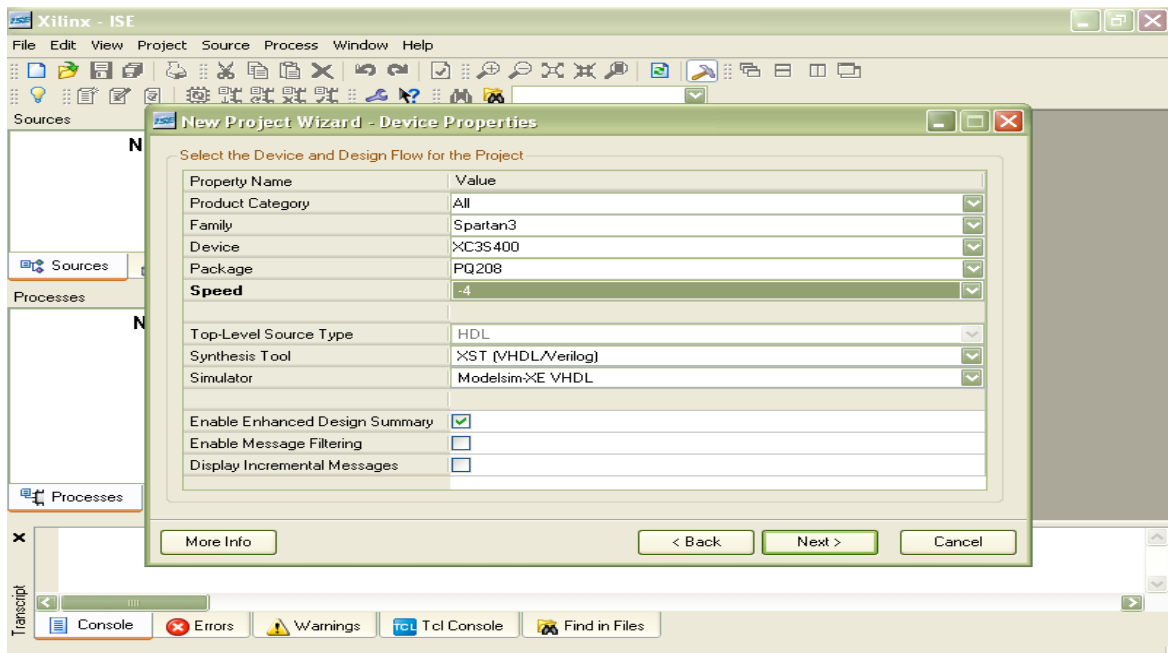 ISE Xilinx - ISE
File Edit View Project Source Process Window Help
Sources
N
Sources
Processes
N
Processes
ISE New Project Wizard - Device Properties
Select the Device and Design Flow for the Project
Property Name Value
Product Category All
Family Spartan3
Device XC3S400
Package PQ208
Speed -4
Top-Level Source Type HDL
Synthesis Tool XST (VHDL/Verilog)
Simulator Modelsim-XE VHDL
Enable Enhanced Design Summary
Enable Message Filtering
Display Incremental Messages
More Info < Back Next > Cancel
Transcript
Console Errors Warnings TCL Tcl Console Find in Files